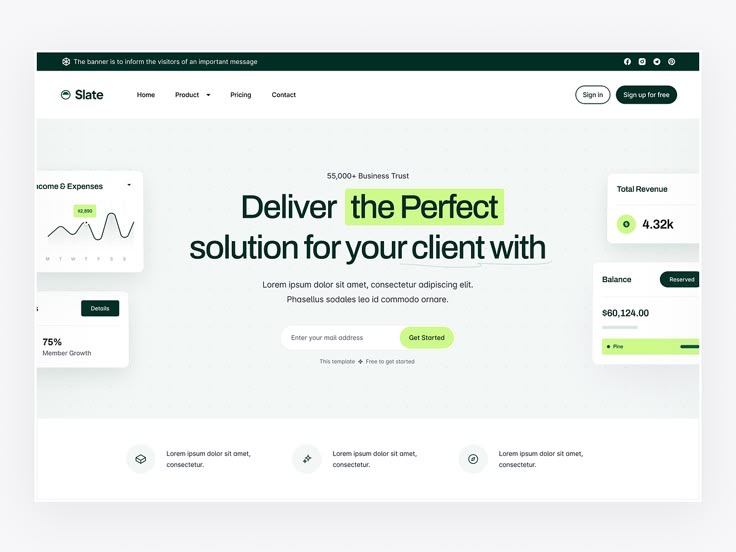 The banner is to inform the visitors of an important message
Slate
Home
Product
Pricing
Contact
Sign in
Sign up for free
55,000+ Business Trust
Deliver the Perfect
solution for your client with
Lorem ipsum dolor sit amet, consectetur adipiscing elit.
Phasellus sodales leo id commodo ornare.
Enter your mail address
Get Started
This template
Free to get started
& Expenses
M T W T F S S
Details
75%
Member Growth
Total Revenue
4.32k
Balance
Reserved
$60,124.00
Pine
Lorem ipsum dolor sit amet,
consectetur.
Lorem ipsum dolor sit amet,
consectetur.
Lorem ipsum dolor sit amet,
consectetur.